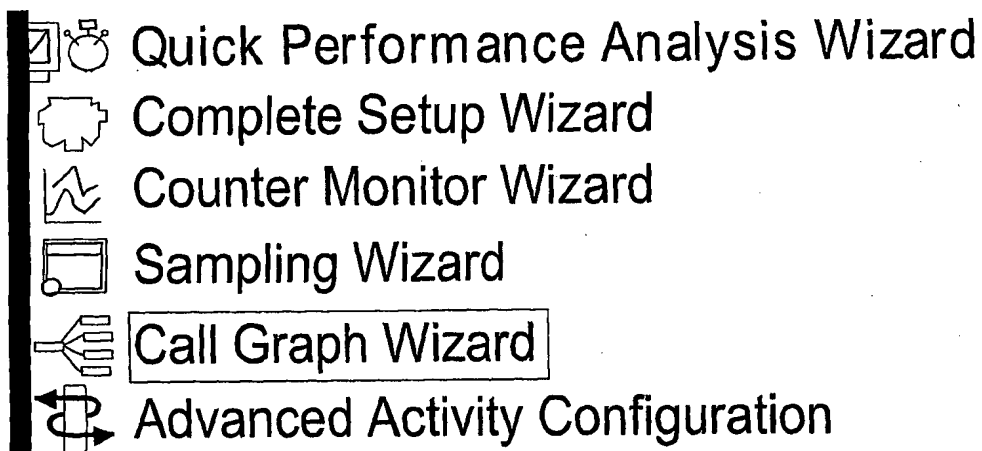 Quick Performance Analysis Wizard
Complete Setup Wizard
Counter Monitor Wizard
Sampling Wizard
Call Graph Wizard
Advanced Activity Configuration